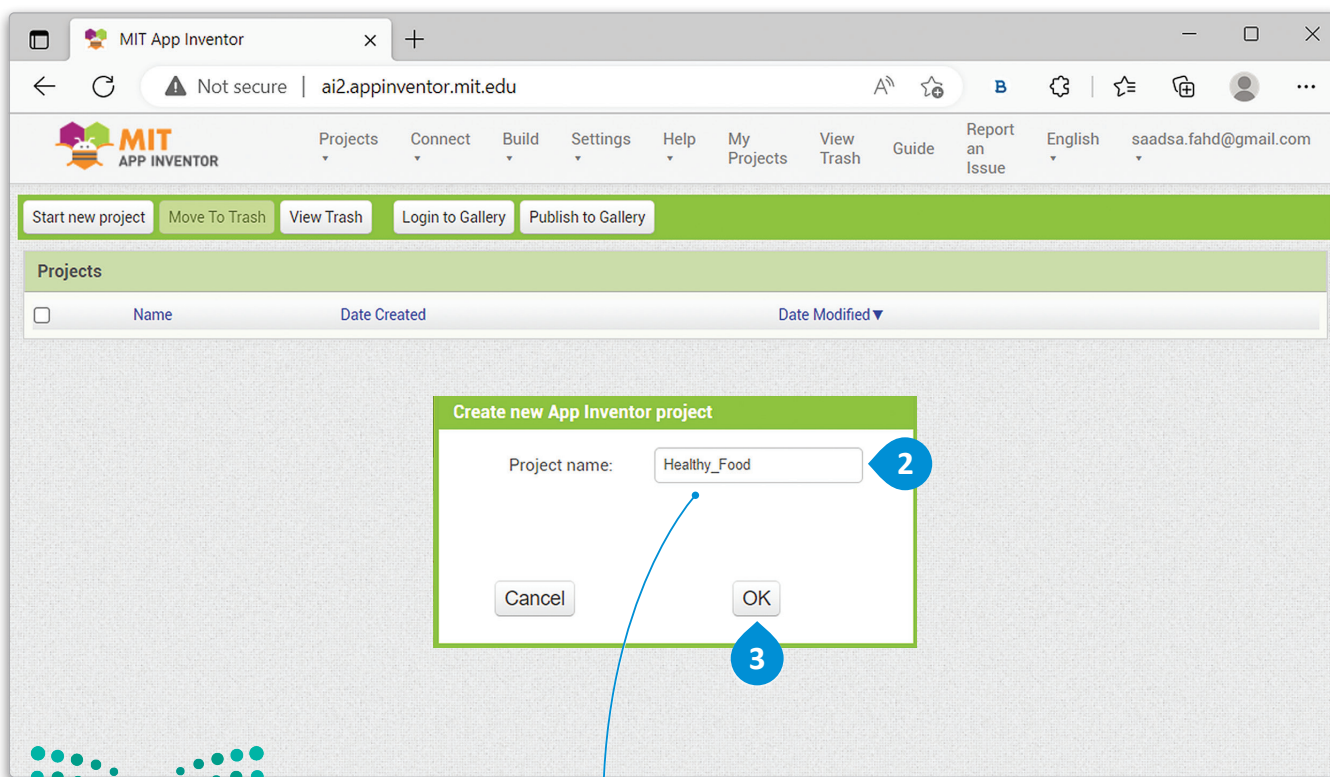 MIT App Inventor
Not secure | ai2.appinventor.mit.edu
MIT
APP INVENTOR
Projects
Connect
Build
Settings
Help
My
Projects
View
Trash
Guide
Report
an
Issue
English
saadsa.fahd@gmail.com
Start new project
Move To Trash
View Trash
Login to Gallery
Publish to Gallery
Projects
Name
Date Created
Date Modified
Create new App Inventor project
Project name:
Healthy_Food
2
Cancel
OK
3